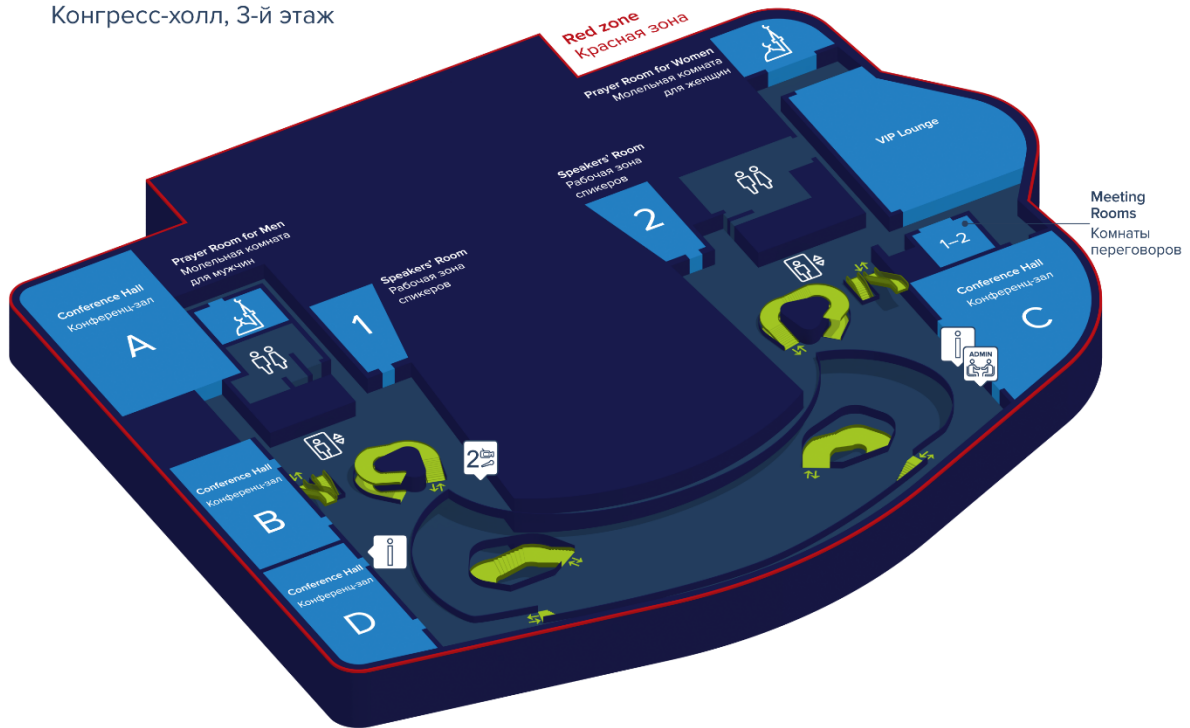 Конгресс-холл, 3-й этаж
Red zone
Красная зона
Prayer Room for Women
Молельная комната
для женщин
VIP Lounge
Speakers' Room
Рабочая зона
спикеров
2
Meeting
Rooms
Комнаты
переговоров
1–2
Prayer Room for Men
Молельная комната
для мужчин
Speakers' Room
Рабочая зона
спикеров
1
Conference Hall
Конференц-зал
A
Conference Hall
Конференц-зал
C
i
ADMIN
2
Conference Hall
Конференц-зал
B
i
Conference Hall
Конференц-зал
D